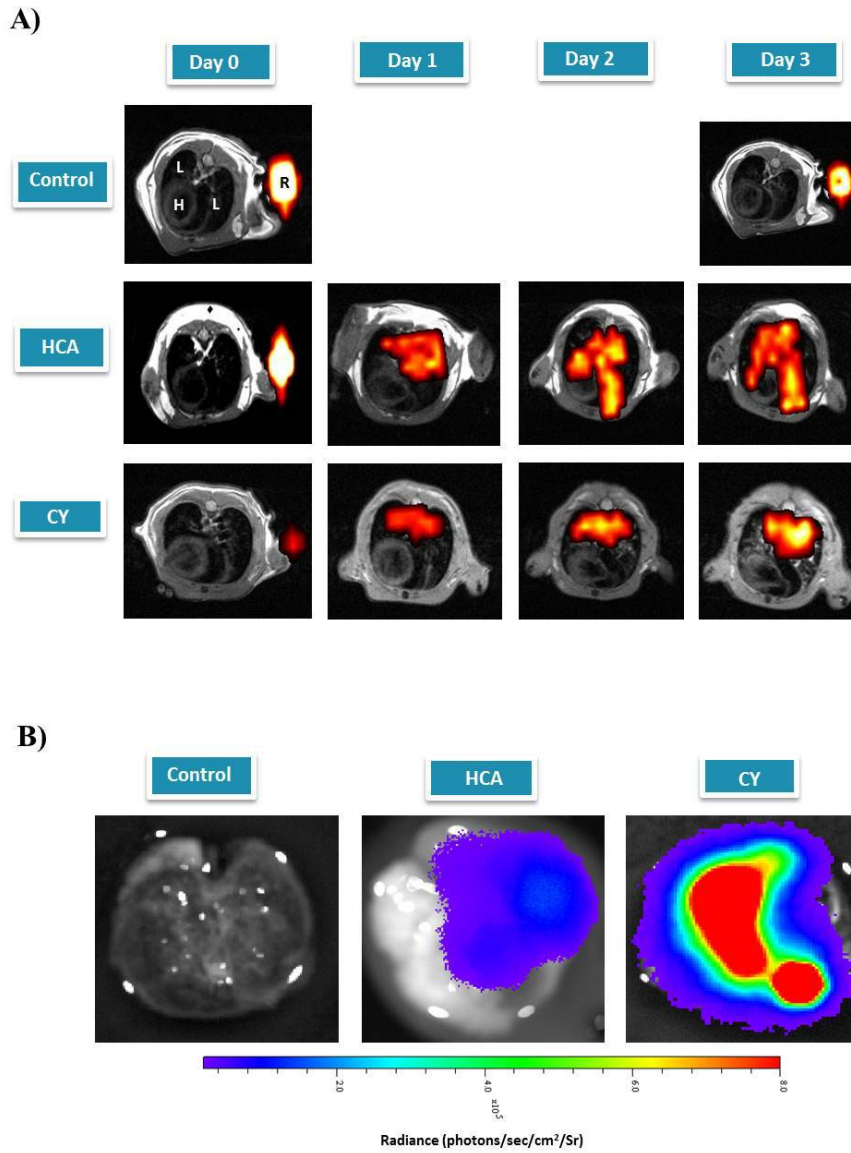 A)
Day 0 Day 1 Day 2 Day 3
Control
L
R
H L
HCA
CY
B)
Control HCA CY
2.0 4.0 6.0 8.0
x10⁵
Radiance (photons/sec/cm²/Sr)